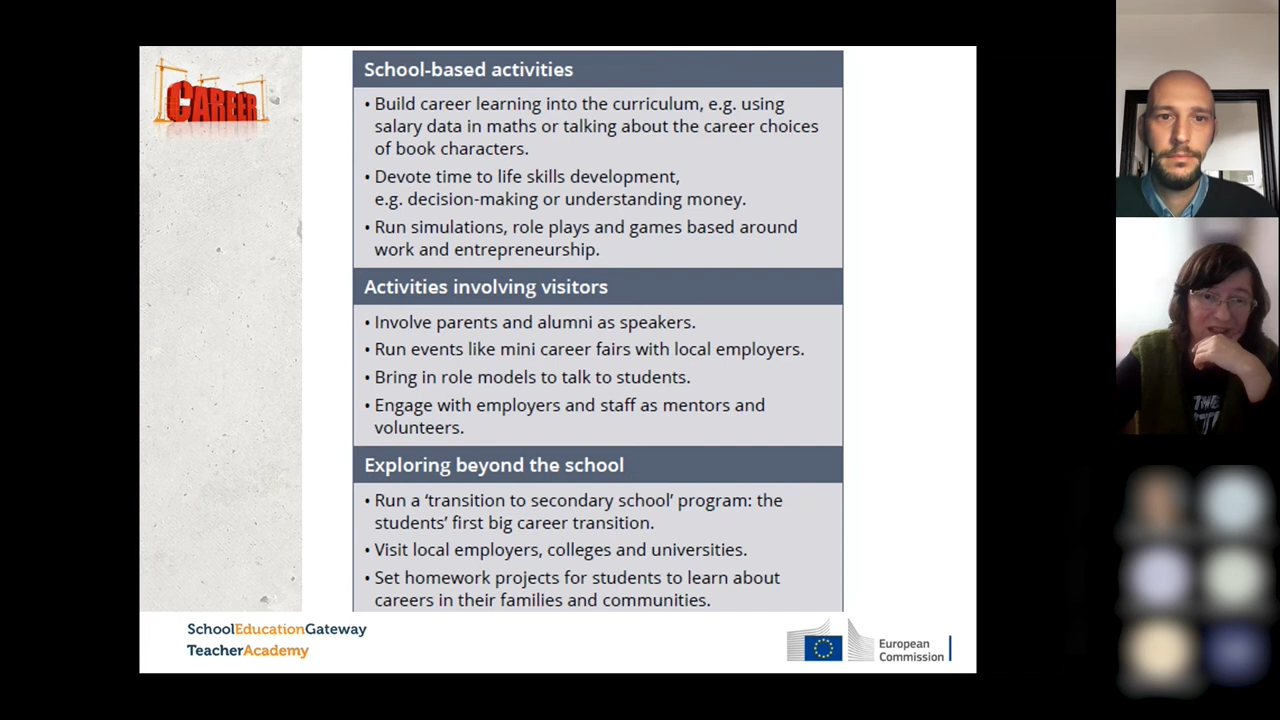 CAREER
School-based activities
• Build career learning into the curriculum, e.g. using
salary data in maths or talking about the career choices
of book characters.
• Devote time to life skills development,
e.g. decision-making or understanding money.
• Run simulations, role plays and games based around
work and entrepreneurship.
Activities involving visitors
• Involve parents and alumni as speakers.
• Run events like mini career fairs with local employers.
• Bring in role models to talk to students.
• Engage with employers and staff as mentors and
volunteers.
Exploring beyond the school
• Run a ‘transition to secondary school’ program: the
students’ first big career transition.
• Visit local employers, colleges and universities.
• Set homework projects for students to learn about
careers in their families and communities.
SchoolEducationGateway
TeacherAcademy
European
Commission
THE